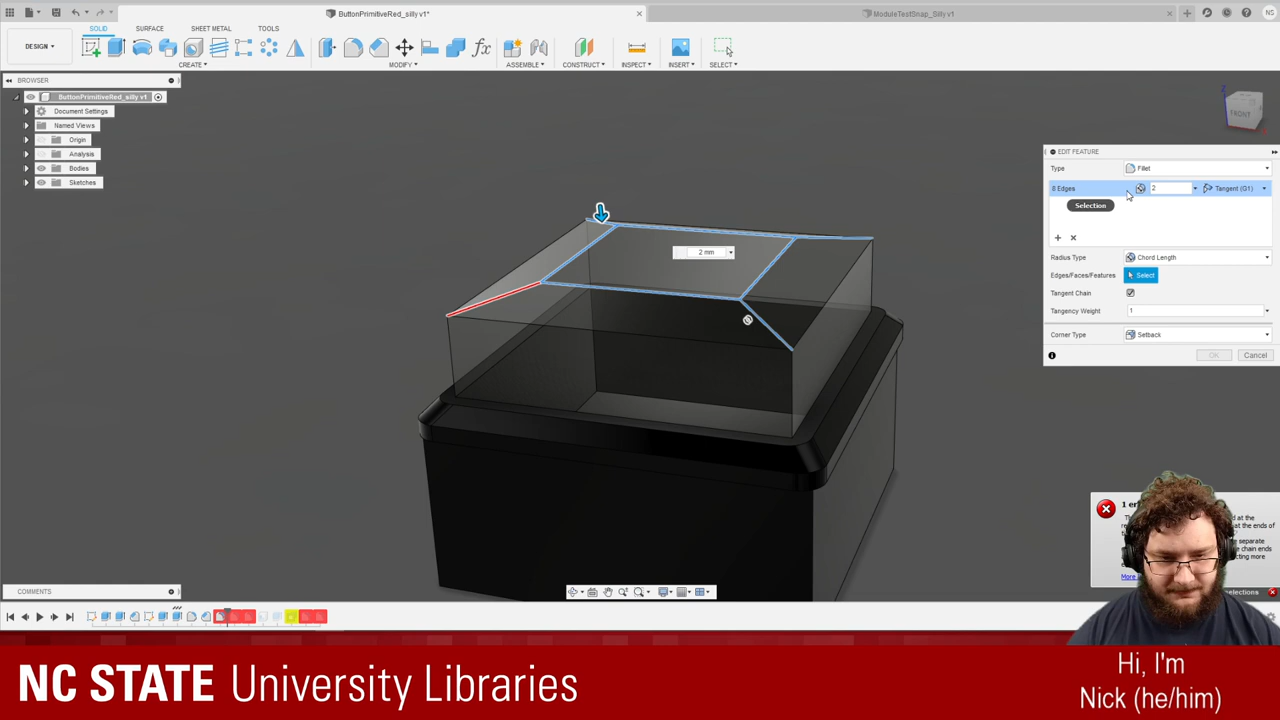 ButtonPrimitiveRed_silly v1*
ModuleTestSnap_Silly v1
NS
DESIGN
SOLID
SURFACE
SHEET METAL
TOOLS
CREATE
MODIFY
ASSEMBLE
CONSTRUCT
INSPECT
INSERT
SELECT
BROWSER
ButtonPrimitiveRed_silly v1
Document Settings
Named Views
Origin
Analysis
Bodies
Sketches
Z
FRONT
EDIT FEATURE
Type
Fillet
8 Edges
2
Tangent (G1)
Selection
Radius Type
Chord Length
Edges/Faces/Features
Select
Tangent Chain
Tangency Weight
1
Corner Type
Setback
OK
Cancel
2 mm
COMMENTS
NC STATE University Libraries
Hi, I'm
Nick (he/him)